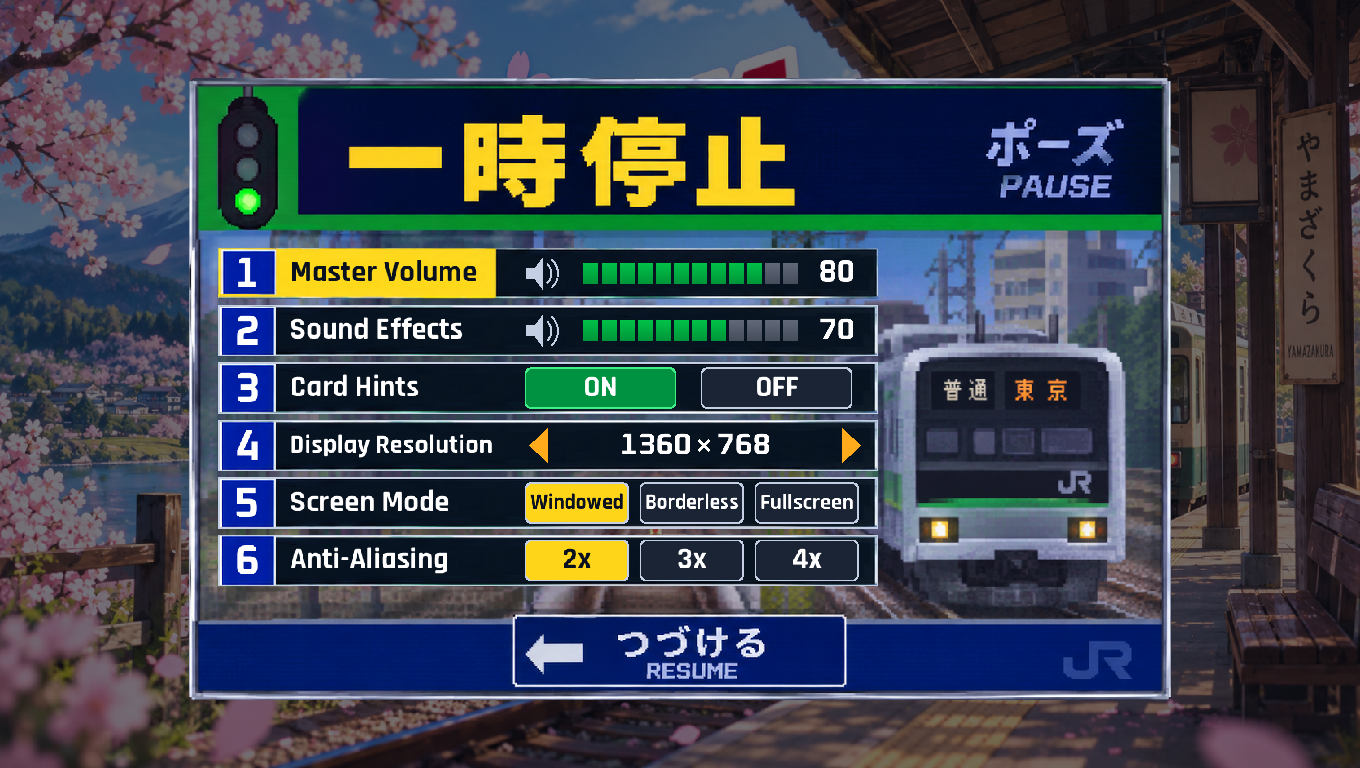 一時停止
ポーズ
PAUSE
1 Master Volume 80
2 Sound Effects 70
3 Card Hints ON OFF
4 Display Resolution 1360×768
5 Screen Mode Windowed Borderless Fullscreen
6 Anti-Aliasing 2x 3x 4x
普通 東京
JR
つづける
RESUME
JR
やまざくら
YAMAZAKURA